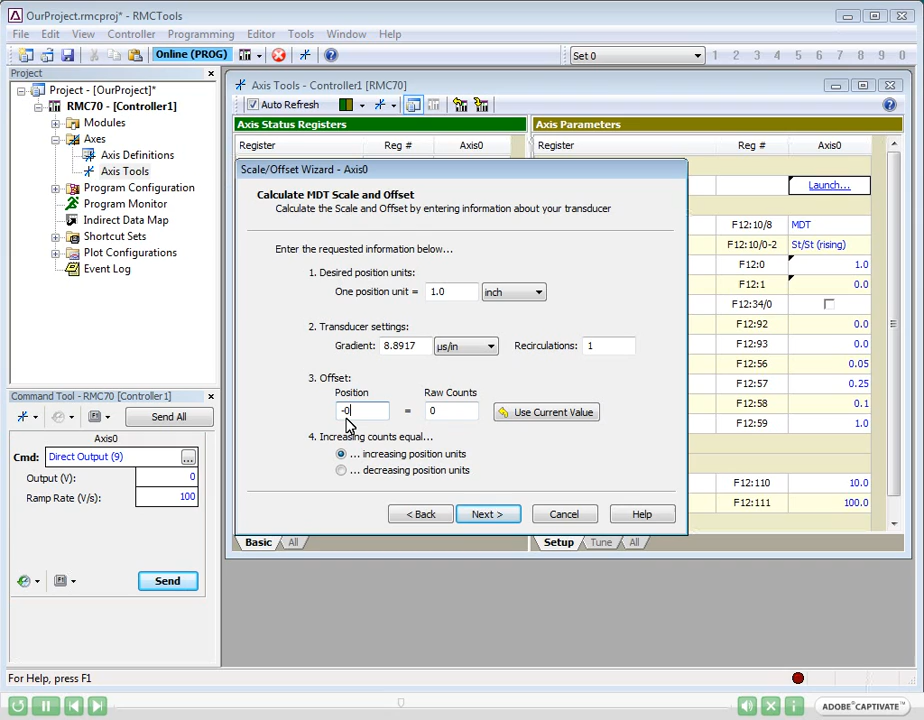 OurProject.rmcproj* - RMCTools
File Edit View Controller Programming Editor Tools Window Help
Online (PROG) Set 0 1 2 3 4 5 6 7 8 9 0
Project
Project - [OurProject]*
RMC70 - [Controller1]
Modules
Axes
Axis Definitions
Axis Tools
Program Configuration
Program Monitor
Indirect Data Map
Shortcut Sets
Plot Configurations
Event Log
Axis Tools - Controller1 [RMC70]
Auto Refresh
Axis Status Registers Axis Parameters
Register Reg # Axis0 Register Reg # Axis0
Launch...
F12:10/8 MDT
F12:10/0-2 St/St (rising)
F12:0 1.0
F12:1 0.0
F12:34/0
F12:92 0.0
F12:93 0.0
F12:56 0.05
F12:57 0.25
F12:58 0.1
F12:59 1.0
F12:110 10.0
F12:111 100.0
Basic All Setup Tune All
Scale/Offset Wizard - Axis0
Calculate MDT Scale and Offset
Calculate the Scale and Offset by entering information about your transducer
Enter the requested information below...
1. Desired position units:
One position unit = 1.0 inch
2. Transducer settings:
Gradient: 8.8917 µs/in Recirculations: 1
3. Offset:
Position Raw Counts
-0 = 0 Use Current Value
4. Increasing counts equal...
... increasing position units
... decreasing position units
< Back Next > Cancel Help
Command Tool - RMC70 [Controller1]
Send All
Axis0
Cmd: Direct Output (9) ...
Output (V) 0
Ramp Rate (V/s) 100
Send
For Help, press F1
ADOBE® CAPTIVATE™